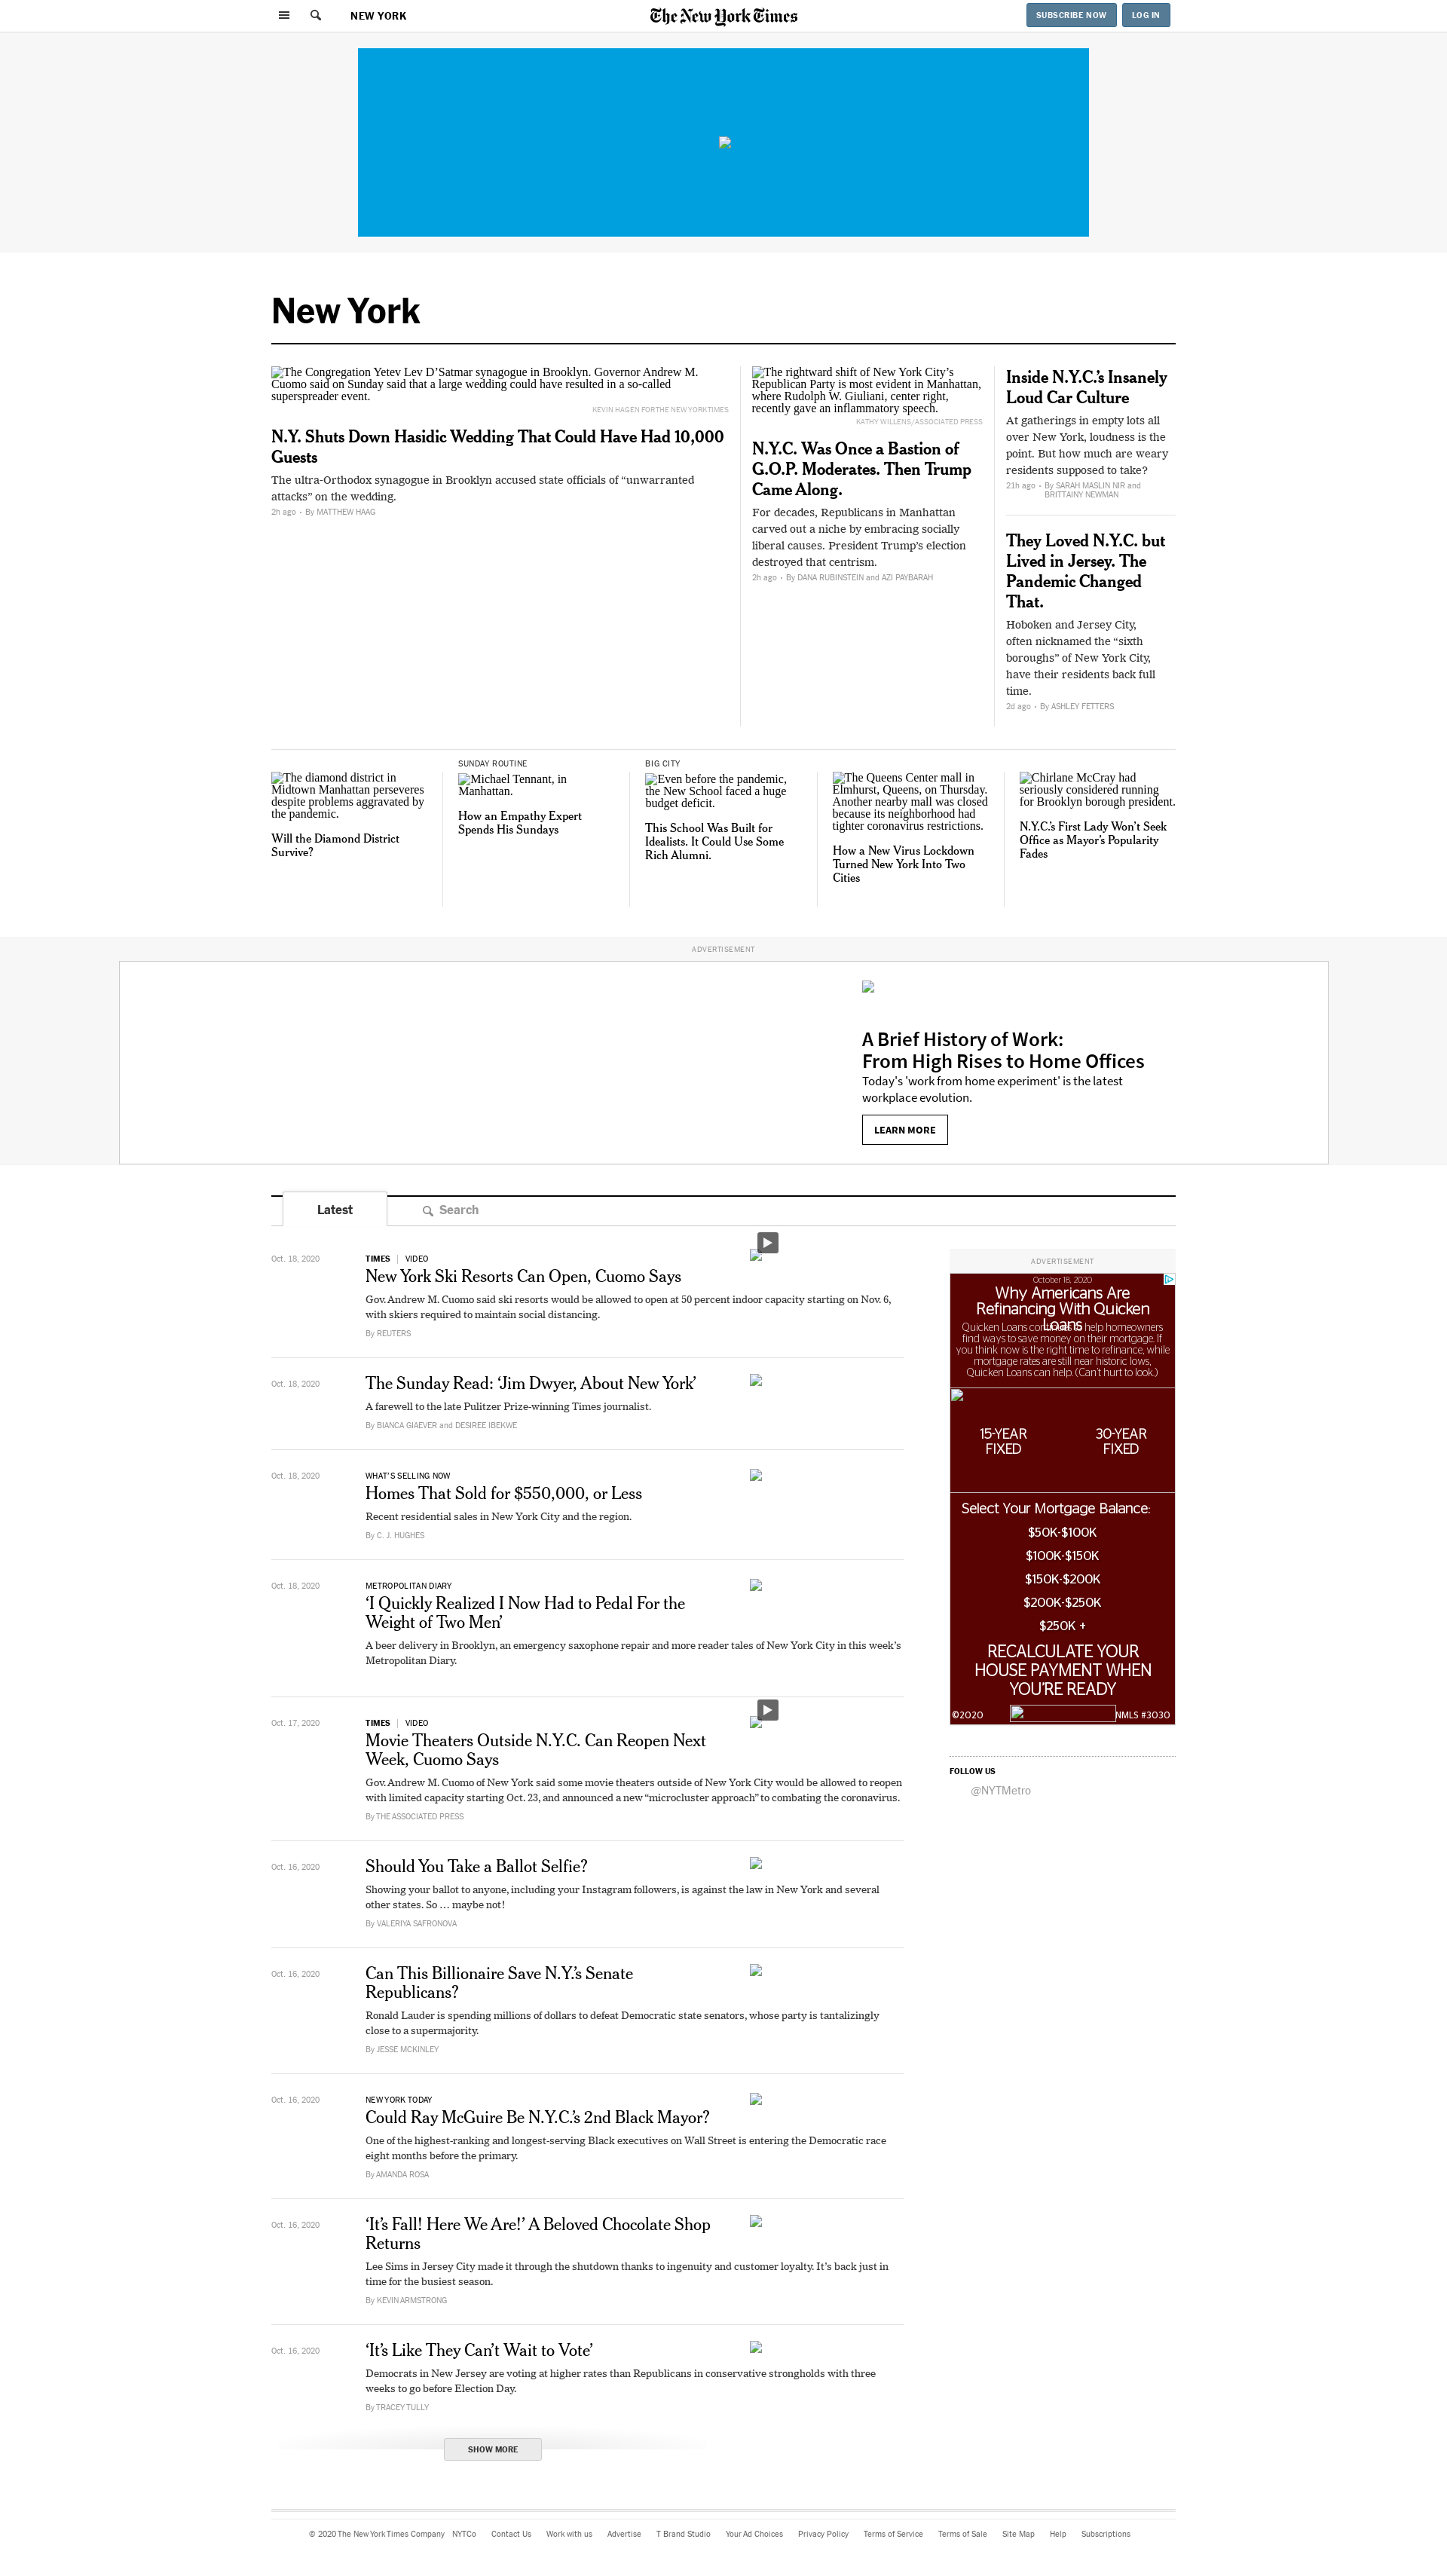 NEW YORK
The New York Times
SUBSCRIBE NOW
LOG IN
New York
The Congregation Yetev Lev D’Satmar synagogue in Brooklyn. Governor Andrew M.
Cuomo said on Sunday said that a large wedding could have resulted in a so-called
superspreader event.
KEVIN HAGEN FOR THE NEW YORK TIMES
N.Y. Shuts Down Hasidic Wedding That Could Have Had 10,000
Guests
The ultra-Orthodox synagogue in Brooklyn accused state officials of “unwarranted
attacks” on the wedding.
2h ago • By MATTHEW HAAG
The rightward shift of New York City’s
Republican Party is most evident in Manhattan,
where Rudolph W. Giuliani, center right,
recently gave an inflammatory speech.
KATHY WILLENS/ASSOCIATED PRESS
N.Y.C. Was Once a Bastion of
G.O.P. Moderates. Then Trump
Came Along.
For decades, Republicans in Manhattan
carved out a niche by embracing socially
liberal causes. President Trump’s election
destroyed that centrism.
2h ago • By DANA RUBINSTEIN and AZI PAYBARAH
Inside N.Y.C.’s Insanely
Loud Car Culture
At gatherings in empty lots all
over New York, loudness is the
point. But how much are weary
residents supposed to take?
21h ago • By SARAH MASLIN NIR and
BRITTAINY NEWMAN
They Loved N.Y.C. but
Lived in Jersey. The
Pandemic Changed
That.
Hoboken and Jersey City,
often nicknamed the “sixth
boroughs” of New York City,
have their residents back full
time.
2d ago • By ASHLEY FETTERS
The diamond district in
Midtown Manhattan perseveres
despite problems aggravated by
the pandemic.
Will the Diamond District
Survive?
SUNDAY ROUTINE
Michael Tennant, in
Manhattan.
How an Empathy Expert
Spends His Sundays
BIG CITY
Even before the pandemic,
the New School faced a huge
budget deficit.
This School Was Built for
Idealists. It Could Use Some
Rich Alumni.
The Queens Center mall in
Elmhurst, Queens, on Thursday.
Another nearby mall was closed
because its neighborhood had
tighter coronavirus restrictions.
How a New Virus Lockdown
Turned New York Into Two
Cities
Chirlane McCray had
seriously considered running
for Brooklyn borough president.
N.Y.C.’s First Lady Won’t Seek
Office as Mayor’s Popularity
Fades
ADVERTISEMENT
A Brief History of Work:
From High Rises to Home Offices
Today's 'work from home experiment' is the latest
workplace evolution.
LEARN MORE
Latest
Search
Oct. 18, 2020
TIMES | VIDEO
New York Ski Resorts Can Open, Cuomo Says
Gov. Andrew M. Cuomo said ski resorts would be allowed to open at 50 percent indoor capacity starting on Nov. 6,
with skiers required to maintain social distancing.
By REUTERS
Oct. 18, 2020
The Sunday Read: ‘Jim Dwyer, About New York’
A farewell to the late Pulitzer Prize-winning Times journalist.
By BIANCA GIAEVER and DESIREE IBEKWE
Oct. 18, 2020
WHAT’S SELLING NOW
Homes That Sold for $550,000, or Less
Recent residential sales in New York City and the region.
By C. J. HUGHES
Oct. 18, 2020
METROPOLITAN DIARY
‘I Quickly Realized I Now Had to Pedal For the
Weight of Two Men’
A beer delivery in Brooklyn, an emergency saxophone repair and more reader tales of New York City in this week’s
Metropolitan Diary.
Oct. 17, 2020
TIMES | VIDEO
Movie Theaters Outside N.Y.C. Can Reopen Next
Week, Cuomo Says
Gov. Andrew M. Cuomo of New York said some movie theaters outside of New York City would be allowed to reopen
with limited capacity starting Oct. 23, and announced a new “microcluster approach” to combating the coronavirus.
By THE ASSOCIATED PRESS
Oct. 16, 2020
Should You Take a Ballot Selfie?
Showing your ballot to anyone, including your Instagram followers, is against the law in New York and several
other states. So … maybe not!
By VALERIYA SAFRONOVA
Oct. 16, 2020
Can This Billionaire Save N.Y.’s Senate
Republicans?
Ronald Lauder is spending millions of dollars to defeat Democratic state senators, whose party is tantalizingly
close to a supermajority.
By JESSE MCKINLEY
Oct. 16, 2020
NEW YORK TODAY
Could Ray McGuire Be N.Y.C.’s 2nd Black Mayor?
One of the highest-ranking and longest-serving Black executives on Wall Street is entering the Democratic race
eight months before the primary.
By AMANDA ROSA
Oct. 16, 2020
‘It’s Fall! Here We Are!’ A Beloved Chocolate Shop
Returns
Lee Sims in Jersey City made it through the shutdown thanks to ingenuity and customer loyalty. It’s back just in
time for the busiest season.
By KEVIN ARMSTRONG
Oct. 16, 2020
‘It’s Like They Can’t Wait to Vote’
Democrats in New Jersey are voting at higher rates than Republicans in conservative strongholds with three
weeks to go before Election Day.
By TRACEY TULLY
SHOW MORE
ADVERTISEMENT
October 18, 2020
Why Americans Are
Refinancing With Quicken
Loans
Quicken Loans continues to help homeowners
find ways to save money on their mortgage. If
you think now is the right time to refinance, while
mortgage rates are still near historic lows,
Quicken Loans can help. (Can't hurt to look.)
15-YEAR
FIXED
30-YEAR
FIXED
Select Your Mortgage Balance:
$50K-$100K
$100K-$150K
$150K-$200K
$200K-$250K
$250K +
RECALCULATE YOUR
HOUSE PAYMENT WHEN
YOU'RE READY
©2020
NMLS #3030
FOLLOW US
@NYTMetro
© 2020 The New York Times Company NYTCo Contact Us Work with us Advertise T Brand Studio Your Ad Choices Privacy Policy Terms of Service Terms of Sale Site Map Help Subscriptions